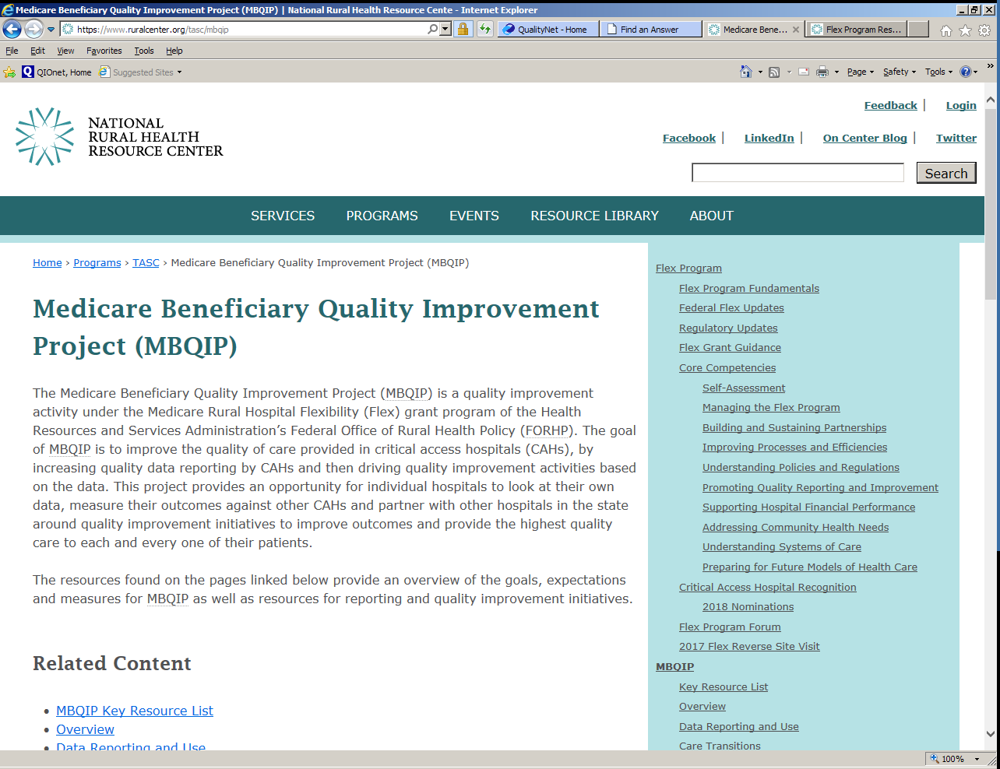 Medicare Beneficiary Quality Improvement Project (MBQIP) | National Rural Health Resource Cente - Internet Explorer
https://www.ruralcenter.org/tasc/mbqip
QualityNet - Home
Find an Answer
Medicare Bene...
Flex Program Res...
File Edit View Favorites Tools Help
QIOnet, Home Suggested Sites
Page Safety Tools
Feedback | Login
NATIONAL
RURAL HEALTH
RESOURCE CENTER
Facebook | LinkedIn | On Center Blog | Twitter
Search
SERVICES PROGRAMS EVENTS RESOURCE LIBRARY ABOUT
Home › Programs › TASC › Medicare Beneficiary Quality Improvement Project (MBQIP)
Medicare Beneficiary Quality Improvement
Project (MBQIP)
The Medicare Beneficiary Quality Improvement Project (MBQIP) is a quality improvement
activity under the Medicare Rural Hospital Flexibility (Flex) grant program of the Health
Resources and Services Administration’s Federal Office of Rural Health Policy (FORHP). The goal
of MBQIP is to improve the quality of care provided in critical access hospitals (CAHs), by
increasing quality data reporting by CAHs and then driving quality improvement activities based
on the data. This project provides an opportunity for individual hospitals to look at their own
data, measure their outcomes against other CAHs and partner with other hospitals in the state
around quality improvement initiatives to improve outcomes and provide the highest quality
care to each and every one of their patients.
The resources found on the pages linked below provide an overview of the goals, expectations
and measures for MBQIP as well as resources for reporting and quality improvement initiatives.
Related Content
• MBQIP Key Resource List
• Overview
• Data Reporting and Use
Flex Program
Flex Program Fundamentals
Federal Flex Updates
Regulatory Updates
Flex Grant Guidance
Core Competencies
Self-Assessment
Managing the Flex Program
Building and Sustaining Partnerships
Improving Processes and Efficiencies
Understanding Policies and Regulations
Promoting Quality Reporting and Improvement
Supporting Hospital Financial Performance
Addressing Community Health Needs
Understanding Systems of Care
Preparing for Future Models of Health Care
Critical Access Hospital Recognition
2018 Nominations
Flex Program Forum
2017 Flex Reverse Site Visit
MBQIP
Key Resource List
Overview
Data Reporting and Use
Care Transitions
100%